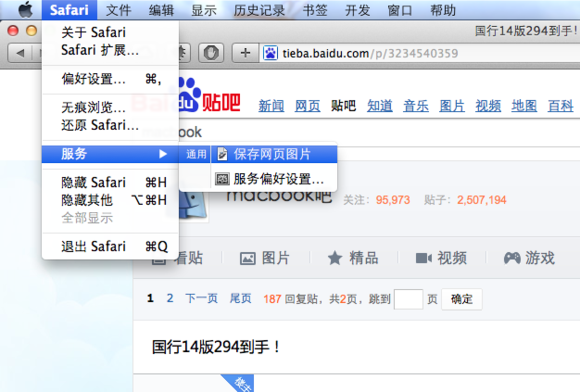 Safari 文件 编辑 显示 历史记录 书签 开发 窗口 帮助
关于 Safari
国行14版294到手!
Safari 扩展…
tieba.baidu.com/p/3234540359
偏好设置… ⌘,
无痕浏览…
Baidu贴吧 新闻 网页 贴吧 知道 音乐 图片 视频 地图 百科
还原 Safari…
macbook
服务 ▶ 通用 保存网页图片
服务偏好设置…
隐藏 Safari ⌘H
隐藏其他 ⌥⌘H
macbook吧 关注: 95,973 贴子: 2,507,194
全部显示
退出 Safari ⌘Q
看贴 图片 精品 视频 游戏
1 2 下一页 尾页 187 回复贴，共2页，跳到 页 确定
国行14版294到手！
楼主